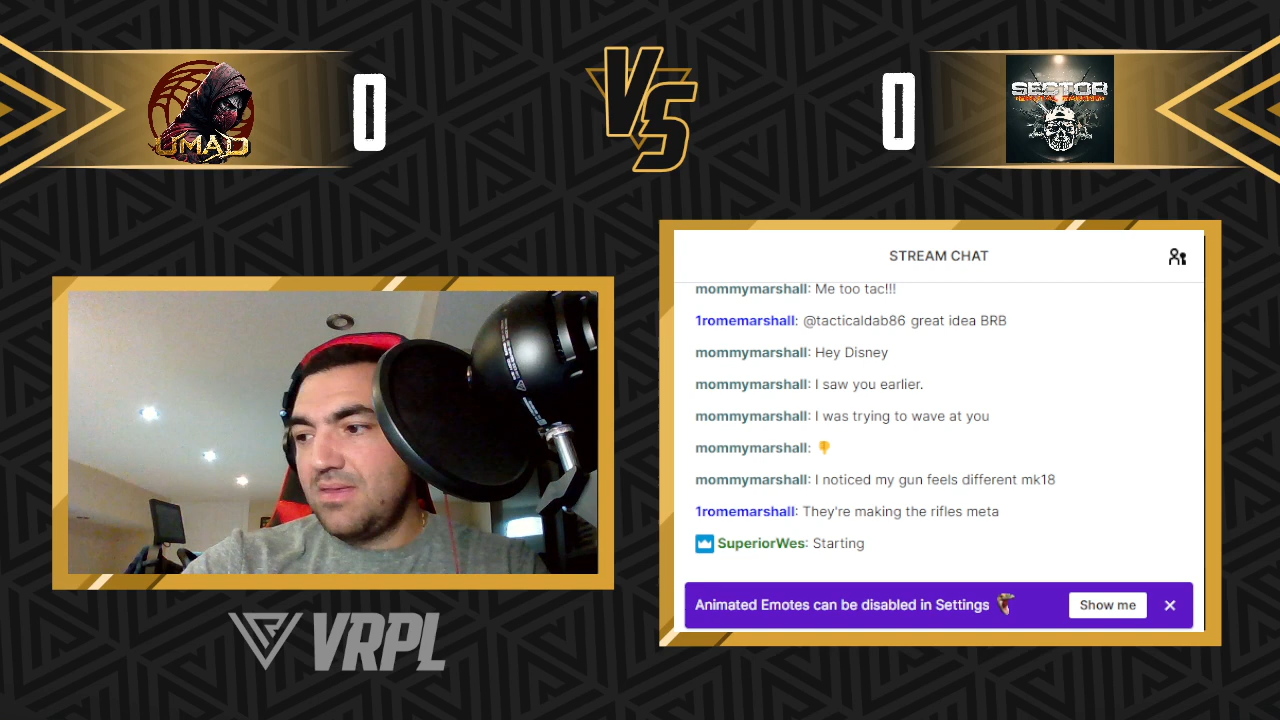 UMAD
0
VS
0
SECTOR
STREAM CHAT
mommymarshall: Me too tac!!!
1romemarshall: @tacticaldab86 great idea BRB
mommymarshall: Hey Disney
mommymarshall: I saw you earlier.
mommymarshall: I was trying to wave at you
mommymarshall: 👎
mommymarshall: I noticed my gun feels different mk18
1romemarshall: They're making the rifles meta
SuperiorWes: Starting
Animated Emotes can be disabled in Settings
Show me
VRPL